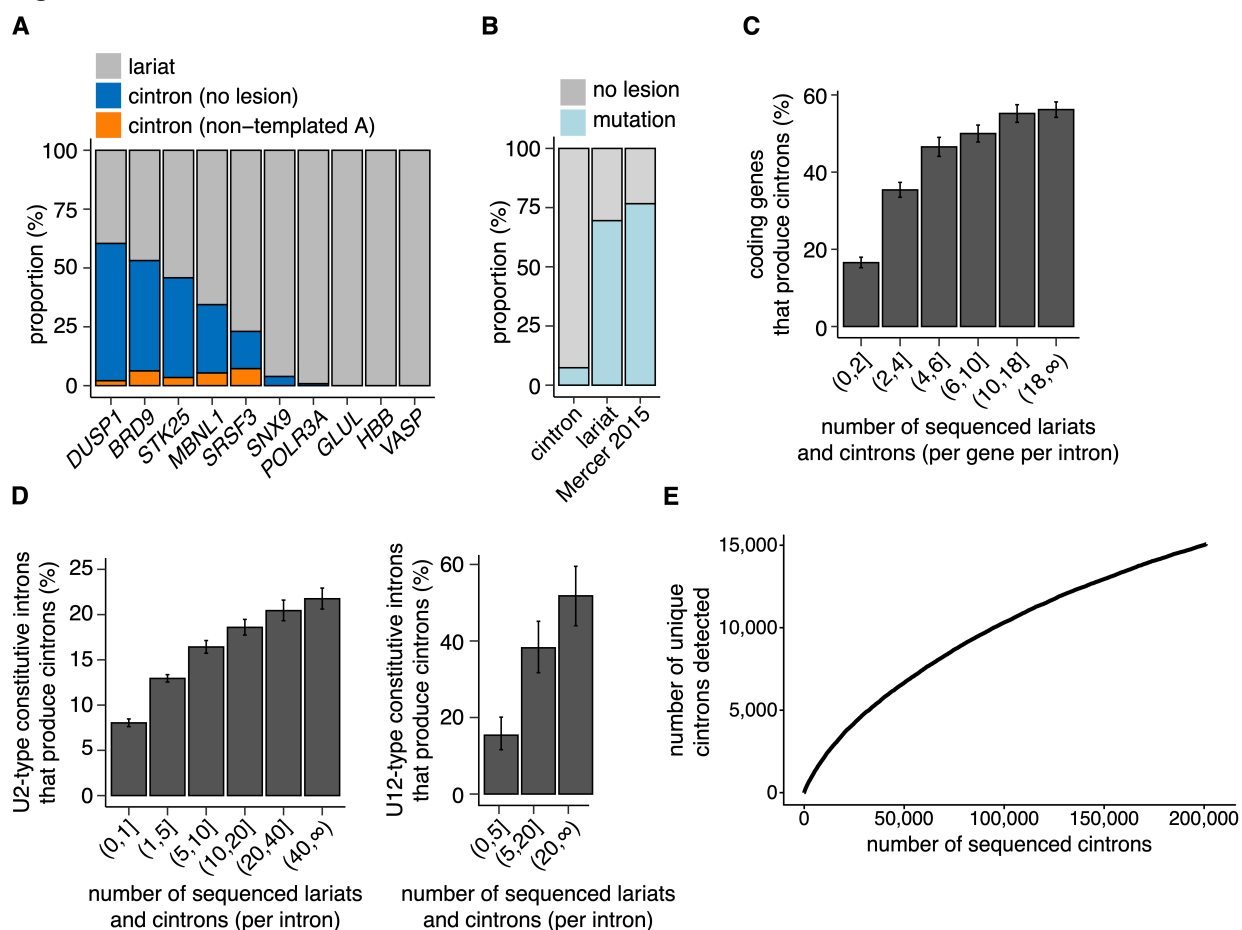 A
lariat
cintron (no lesion)
cintron (non−templated A)
proportion (%)
100
75
50
25
0
DUSP1
BRD9
STK25
MBNL1
SRSF3
SNX9
POLR3A
GLUL
HBB
VASP
B
no lesion
mutation
proportion (%)
100
75
50
25
0
cintron
lariat
Mercer 2015
C
coding genes
that produce cintrons (%)
60
40
20
0
(0,2]
(2,4]
(4,6]
(6,10]
(10,18]
(18,∞)
number of sequenced lariats
and cintrons (per gene per intron)
D
U2-type constitutive introns
that produce cintrons (%)
25
20
15
10
5
0
(0,1]
(1,5]
(5,10]
(10,20]
(20,40]
(40,∞)
number of sequenced lariats
and cintrons (per intron)
U12-type constitutive introns
that produce cintrons (%)
60
40
20
0
(0,5]
(5,20]
(20,∞)
number of sequenced lariats
and cintrons (per intron)
E
number of unique
cintrons detected
15,000
10,000
5,000
0
0
50,000
100,000
150,000
200,000
number of sequenced cintrons